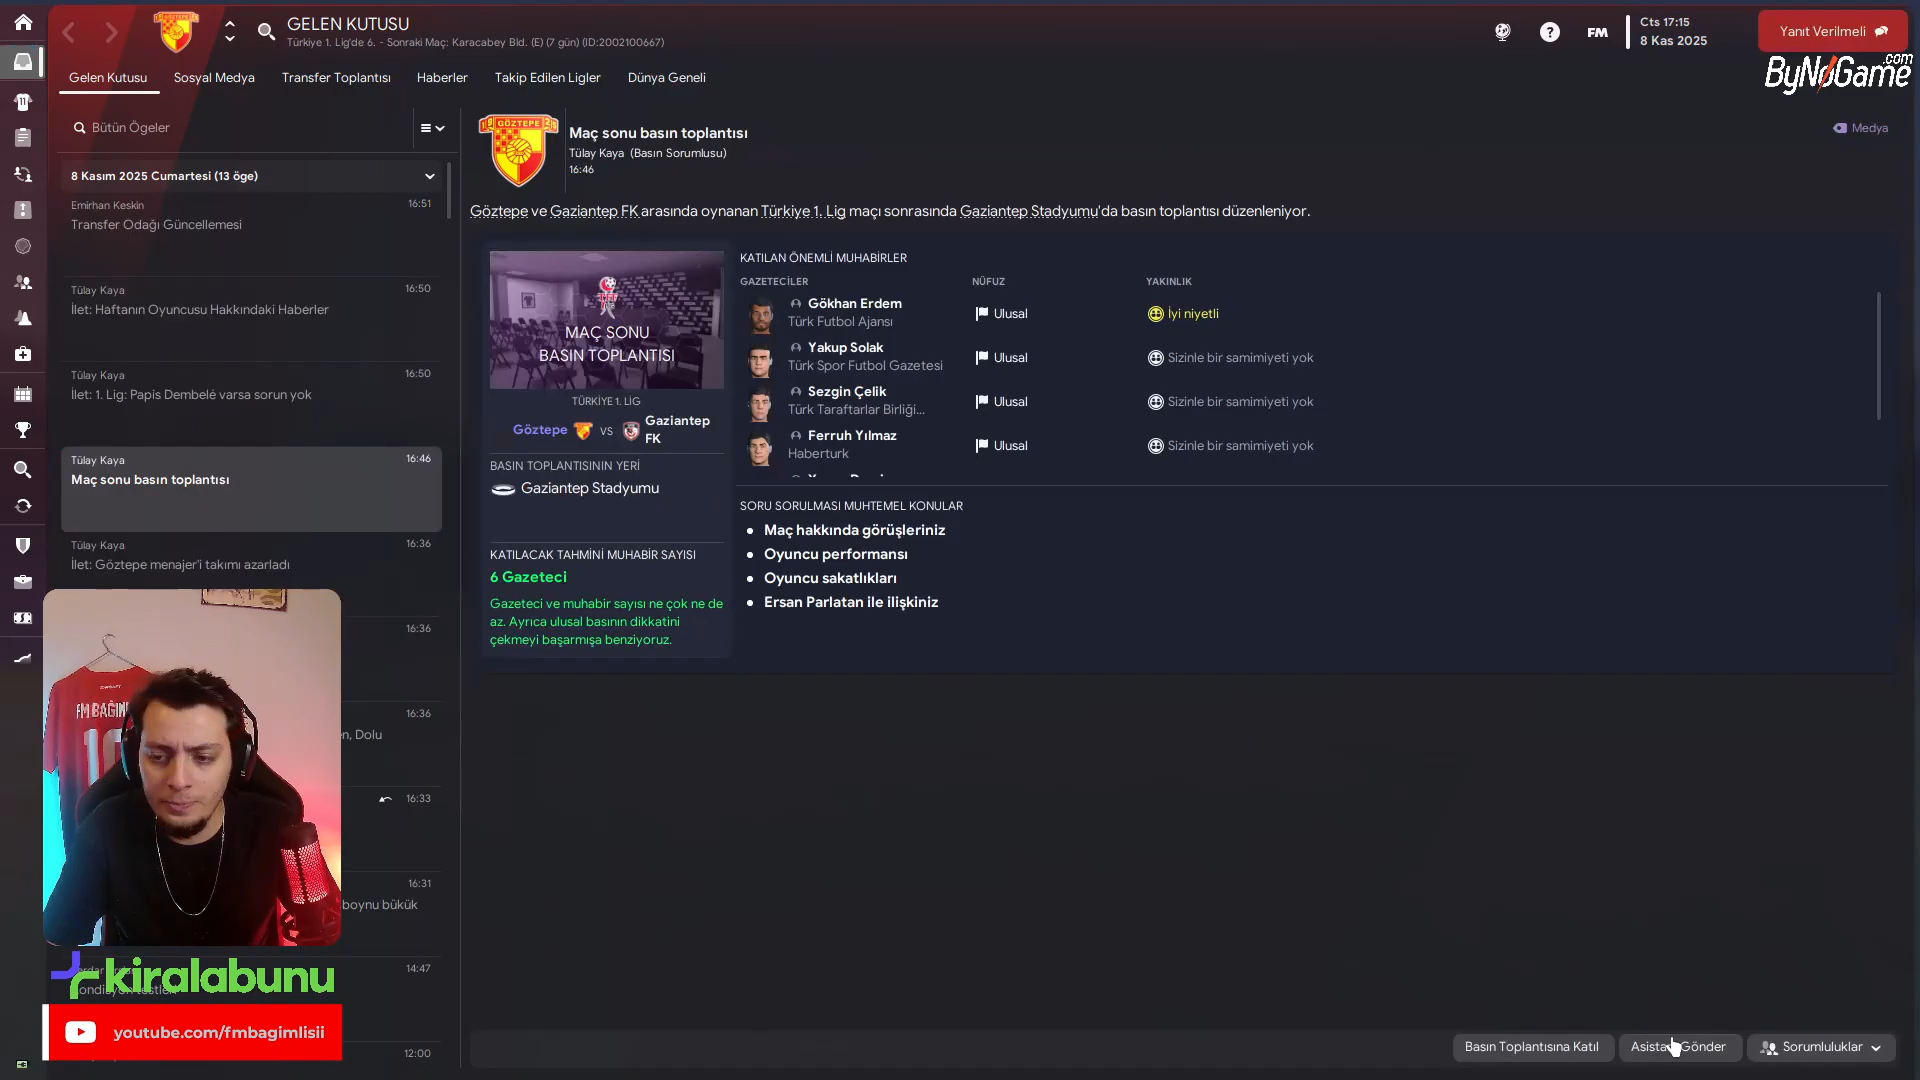 GELEN KUTUSU
Türkiye 1. Lig'de 6. - Sonraki Maç: Karacabey Bld. (E) (7 gün) (ID:2002100667)
FM
Cts 17:15
8 Kas 2025
Yanıt Verilmeli
ByNoGame.com
Gelen Kutusu
Sosyal Medya
Transfer Toplantısı
Haberler
Takip Edilen Ligler
Dünya Geneli
Bütün Ögeler
8 Kasım 2025 Cumartesi (13 öge)
Emirhan Keskin 16:51
Transfer Odağı Güncellemesi
Tülay Kaya 16:50
İlet: Haftanın Oyuncusu Hakkındaki Haberler
Tülay Kaya 16:50
İlet: 1. Lig: Papis Dembelé varsa sorun yok
Tülay Kaya 16:46
Maç sonu basın toplantısı
Tülay Kaya 16:36
İlet: Göztepe menajer'i takımı azarladı
16:36
16:36
n, Dolu
16:33
16:31
boynu bükük
14:47
12:00
GÖZTEPE
Maç sonu basın toplantısı
Tülay Kaya (Basın Sorumlusu)
16:46
Medya
Göztepe ve Gaziantep FK arasında oynanan Türkiye 1. Lig maçı sonrasında Gaziantep Stadyumu'da basın toplantısı düzenleniyor.
MAÇ SONU
BASIN TOPLANTISI
TÜRKİYE 1. LİG
Göztepe VS Gaziantep FK
BASIN TOPLANTISININ YERİ
Gaziantep Stadyumu
KATILACAK TAHMİNİ MUHABİR SAYISI
6 Gazeteci
Gazeteci ve muhabir sayısı ne çok ne de
az. Ayrıca ulusal basının dikkatini
çekmeyi başarmışa benziyoruz.
KATILAN ÖNEMLİ MUHABİRLER
GAZETECİLER NÜFUZ YAKINLIK
Gökhan Erdem
Türk Futbol Ajansı
Ulusal
İyi niyetli
Yakup Solak
Türk Spor Futbol Gazetesi
Ulusal
Sizinle bir samimiyeti yok
Sezgin Çelik
Türk Taraftarlar Birliği...
Ulusal
Sizinle bir samimiyeti yok
Ferruh Yılmaz
Haberturk
Ulusal
Sizinle bir samimiyeti yok
SORU SORULMASI MUHTEMEL KONULAR
Maç hakkında görüşleriniz
Oyuncu performansı
Oyuncu sakatlıkları
Ersan Parlatan ile ilişkiniz
FM BAĞIML
kiralabunu
youtube.com/fmbagimlisii
Basın Toplantısına Katıl
Gönder
Sorumluluklar